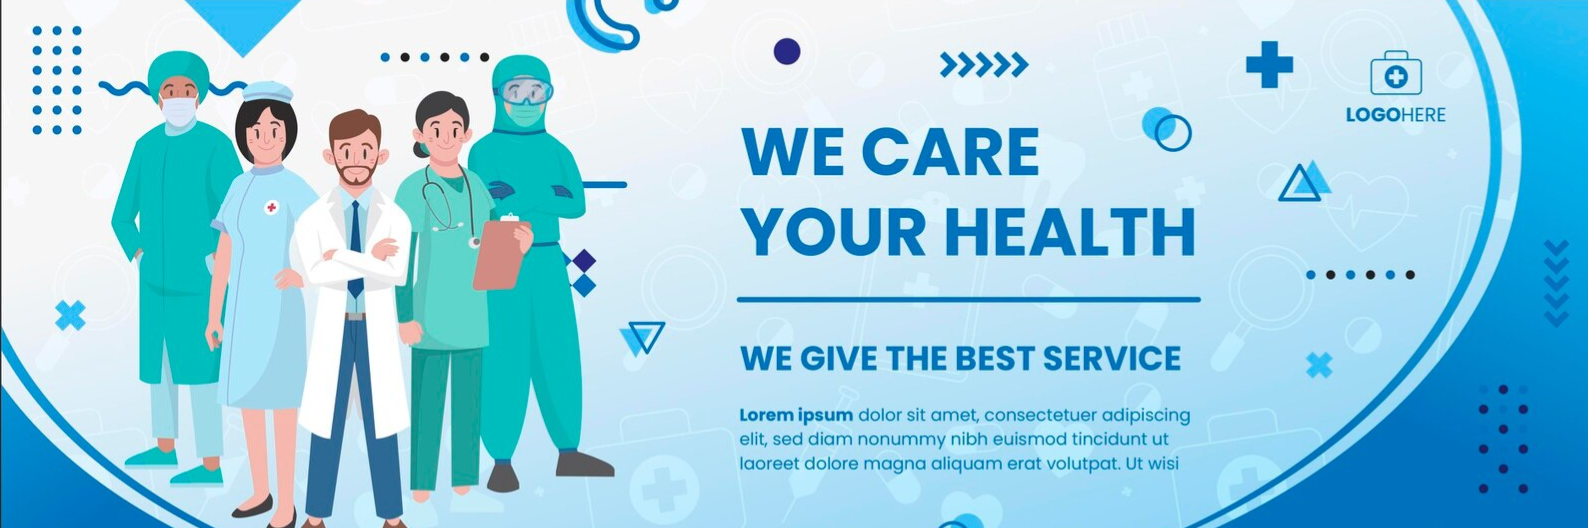 LOGOHERE
WE CARE
YOUR HEALTH
WE GIVE THE BEST SERVICE
Lorem ipsum dolor sit amet, consectetuer adipiscing
elit, sed diam nonummy nibh euismod tincidunt ut
laoreet dolore magna aliquam erat volutpat. Ut wisi